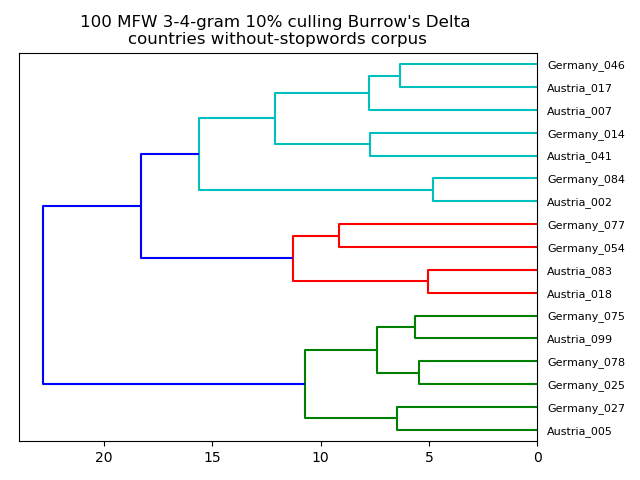 100 MFW 3-4-gram 10% culling Burrow's Delta
countries without-stopwords corpus
Germany_046
Austria_017
Austria_007
Germany_014
Austria_041
Germany_084
Austria_002
Germany_077
Germany_054
Austria_083
Austria_018
Germany_075
Austria_099
Germany_078
Germany_025
Germany_027
Austria_005
20 15 10 5 0